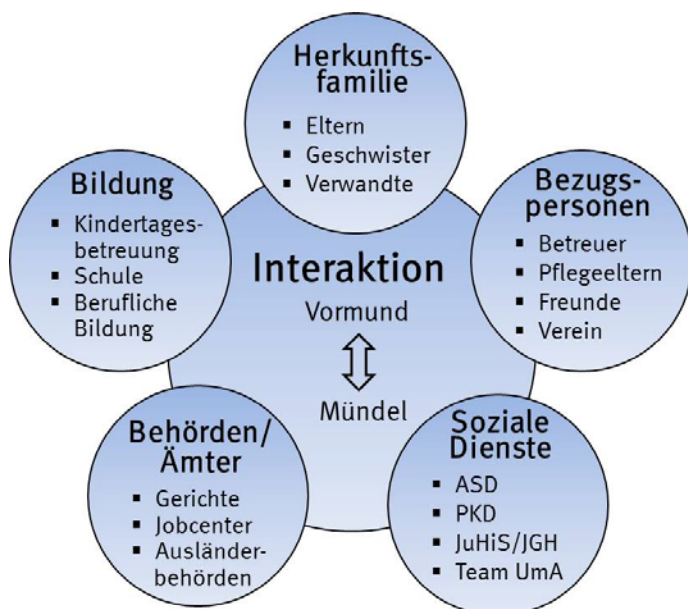 Herkunfts-
familie
▪ Eltern
▪ Geschwister
▪ Verwandte
Bildung
▪ Kindertages-
betreuung
▪ Schule
▪ Berufliche
Bildung
Bezugs-
personen
▪ Betreuer
▪ Pflegeeltern
▪ Freunde
▪ Verein
Interaktion
Vormund
Mündel
Behörden/
Ämter
▪ Gerichte
▪ Jobcenter
▪ Ausländer-
behörden
Soziale
Dienste
▪ ASD
▪ PKD
▪ JuHiS/JGH
▪ Team UmA